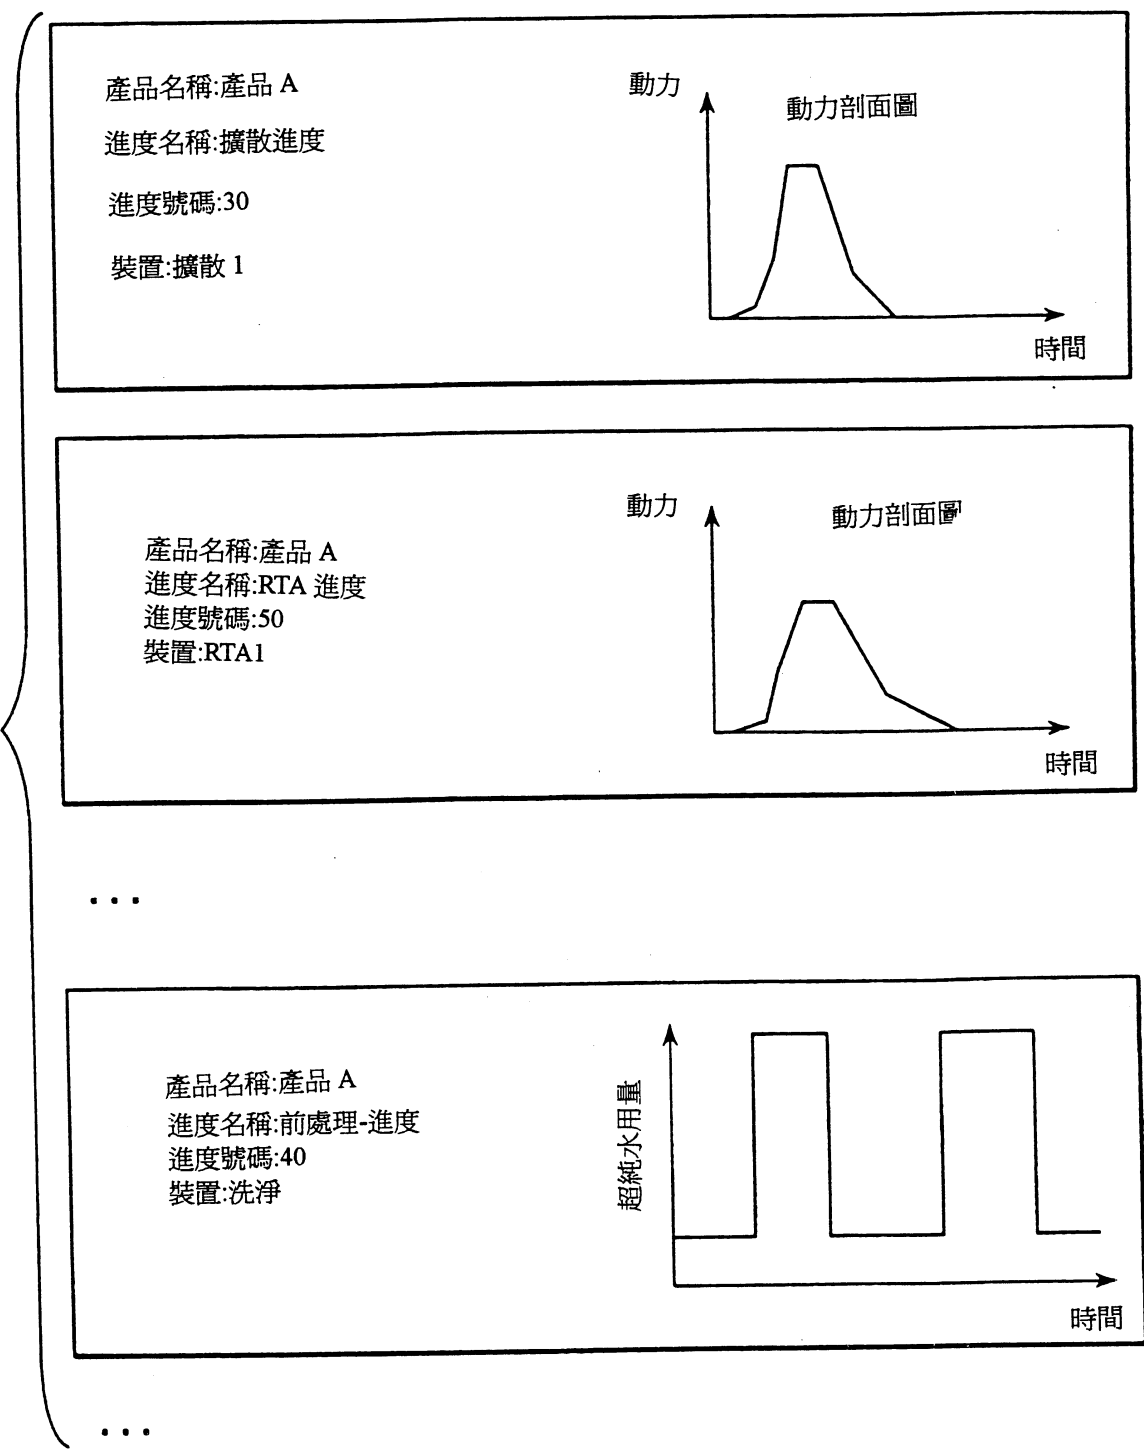 產品名稱:產品 A
進度名稱:擴散進度
進度號碼:30
裝置:擴散 1
動力
動力剖面圖
時間
產品名稱:產品 A
進度名稱:RTA 進度
進度號碼:50
裝置:RTA1
動力
動力剖面圖
時間
...
產品名稱:產品 A
進度名稱:前處理-進度
進度號碼:40
裝置:洗淨
超純水用量
時間
...